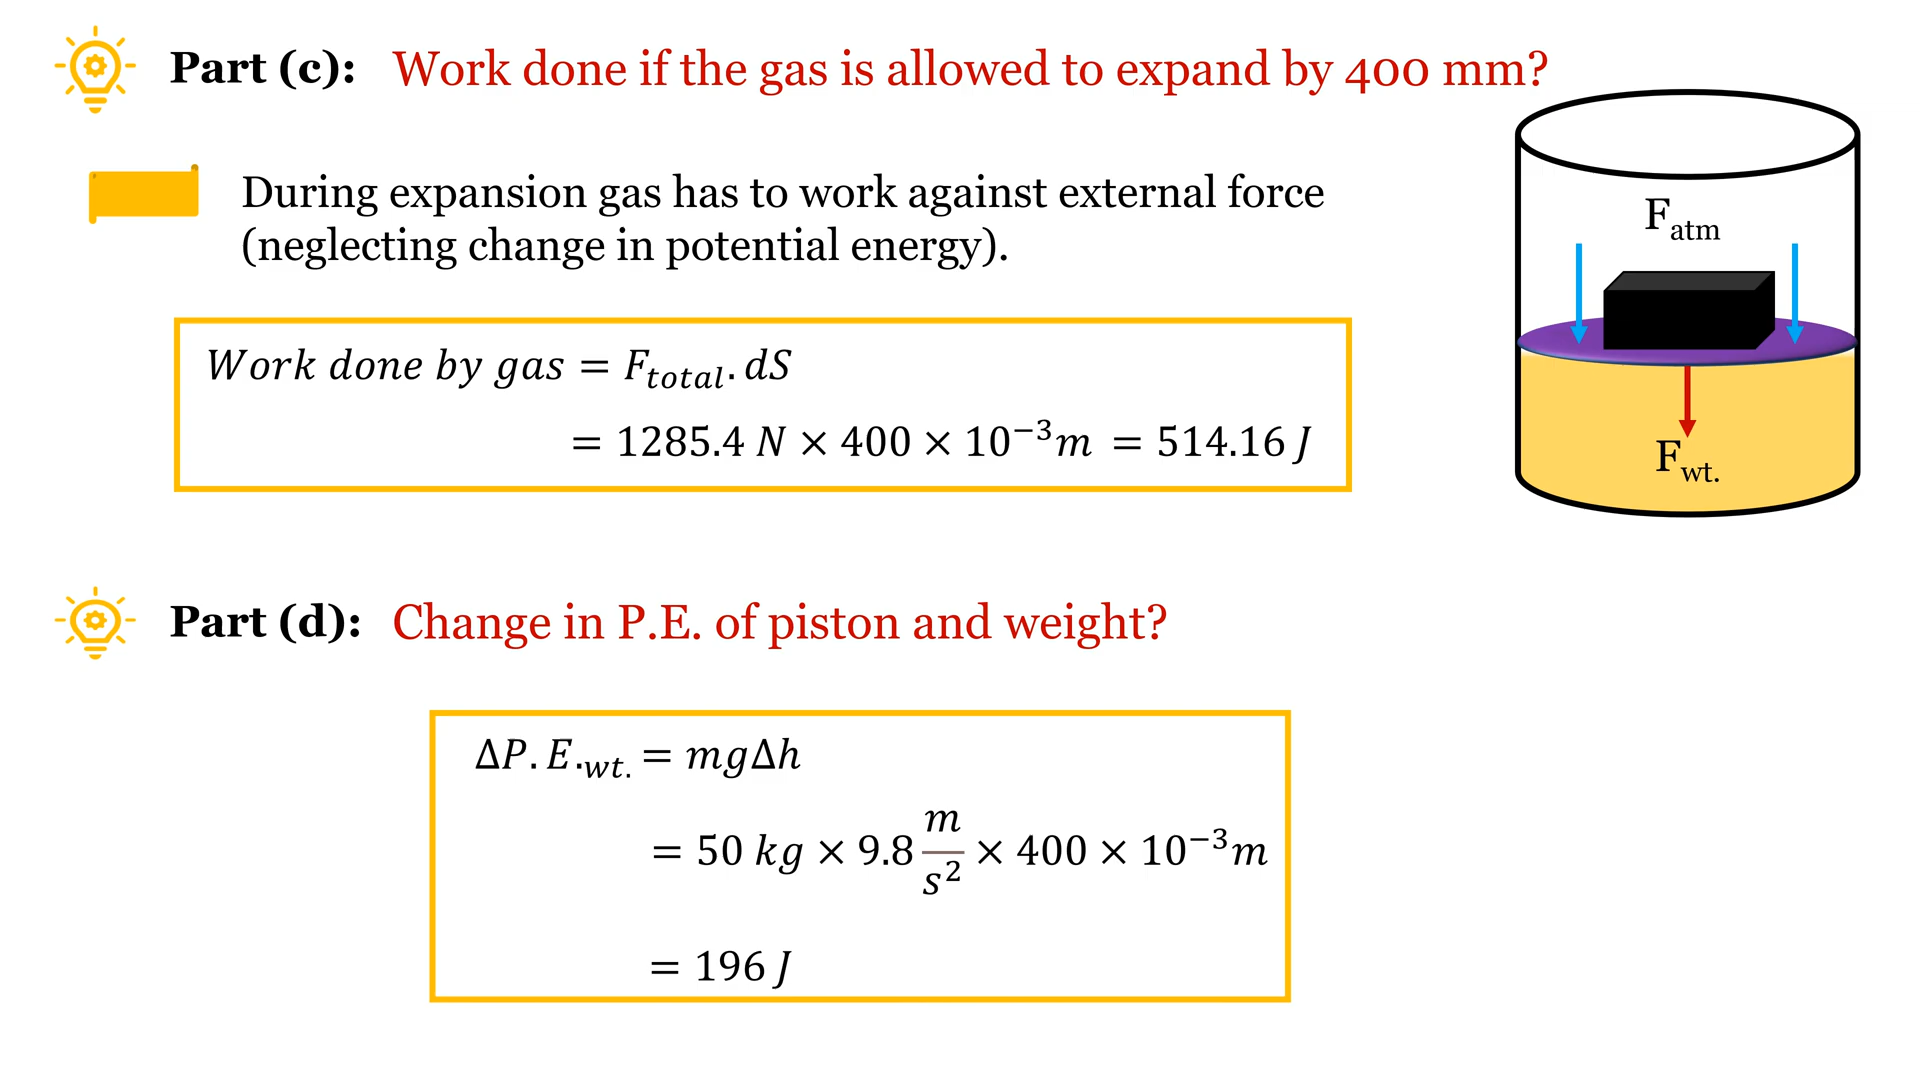 Part (c): Work done if the gas is allowed to expand by 400 mm?
During expansion gas has to work against external force
(neglecting change in potential energy).
F_atm
Work done by gas = F_total. dS
= 1285.4 N × 400 × 10⁻³m = 514.16 J
F_wt.
Part (d): Change in P.E. of piston and weight?
ΔP.E._wt. = mgΔh
= 50 kg × 9.8 m/s² × 400 × 10⁻³m
= 196 J